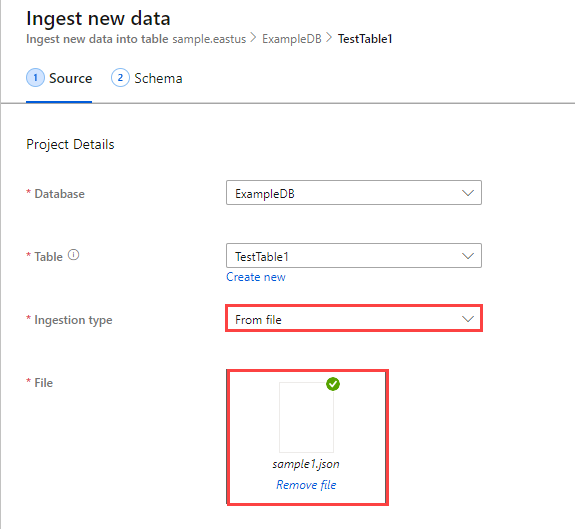 Ingest new data
Ingest new data into table sample.eastus > ExampleDB > TestTable1
1 Source 2 Schema
Project Details
* Database ExampleDB
* Table TestTable1
Create new
* Ingestion type From file
* File
sample1.json
Remove file